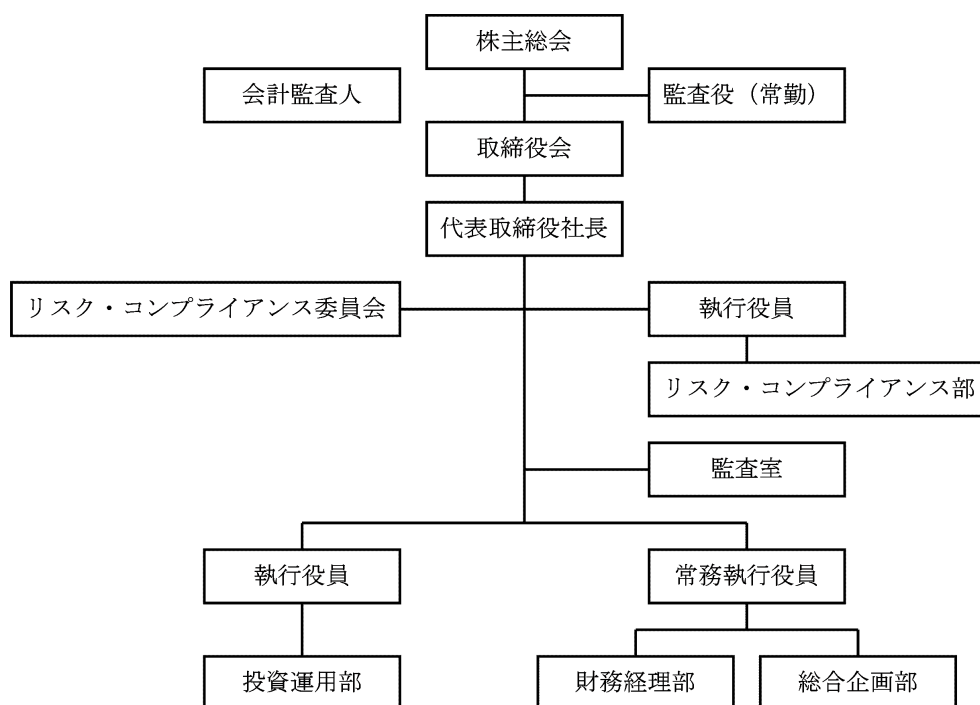 株主総会
会計監査人
監査役（常勤）
取締役会
代表取締役社長
リスク・コンプライアンス委員会
執行役員
リスク・コンプライアンス部
監査室
執行役員
常務執行役員
投資運用部
財務経理部
総合企画部